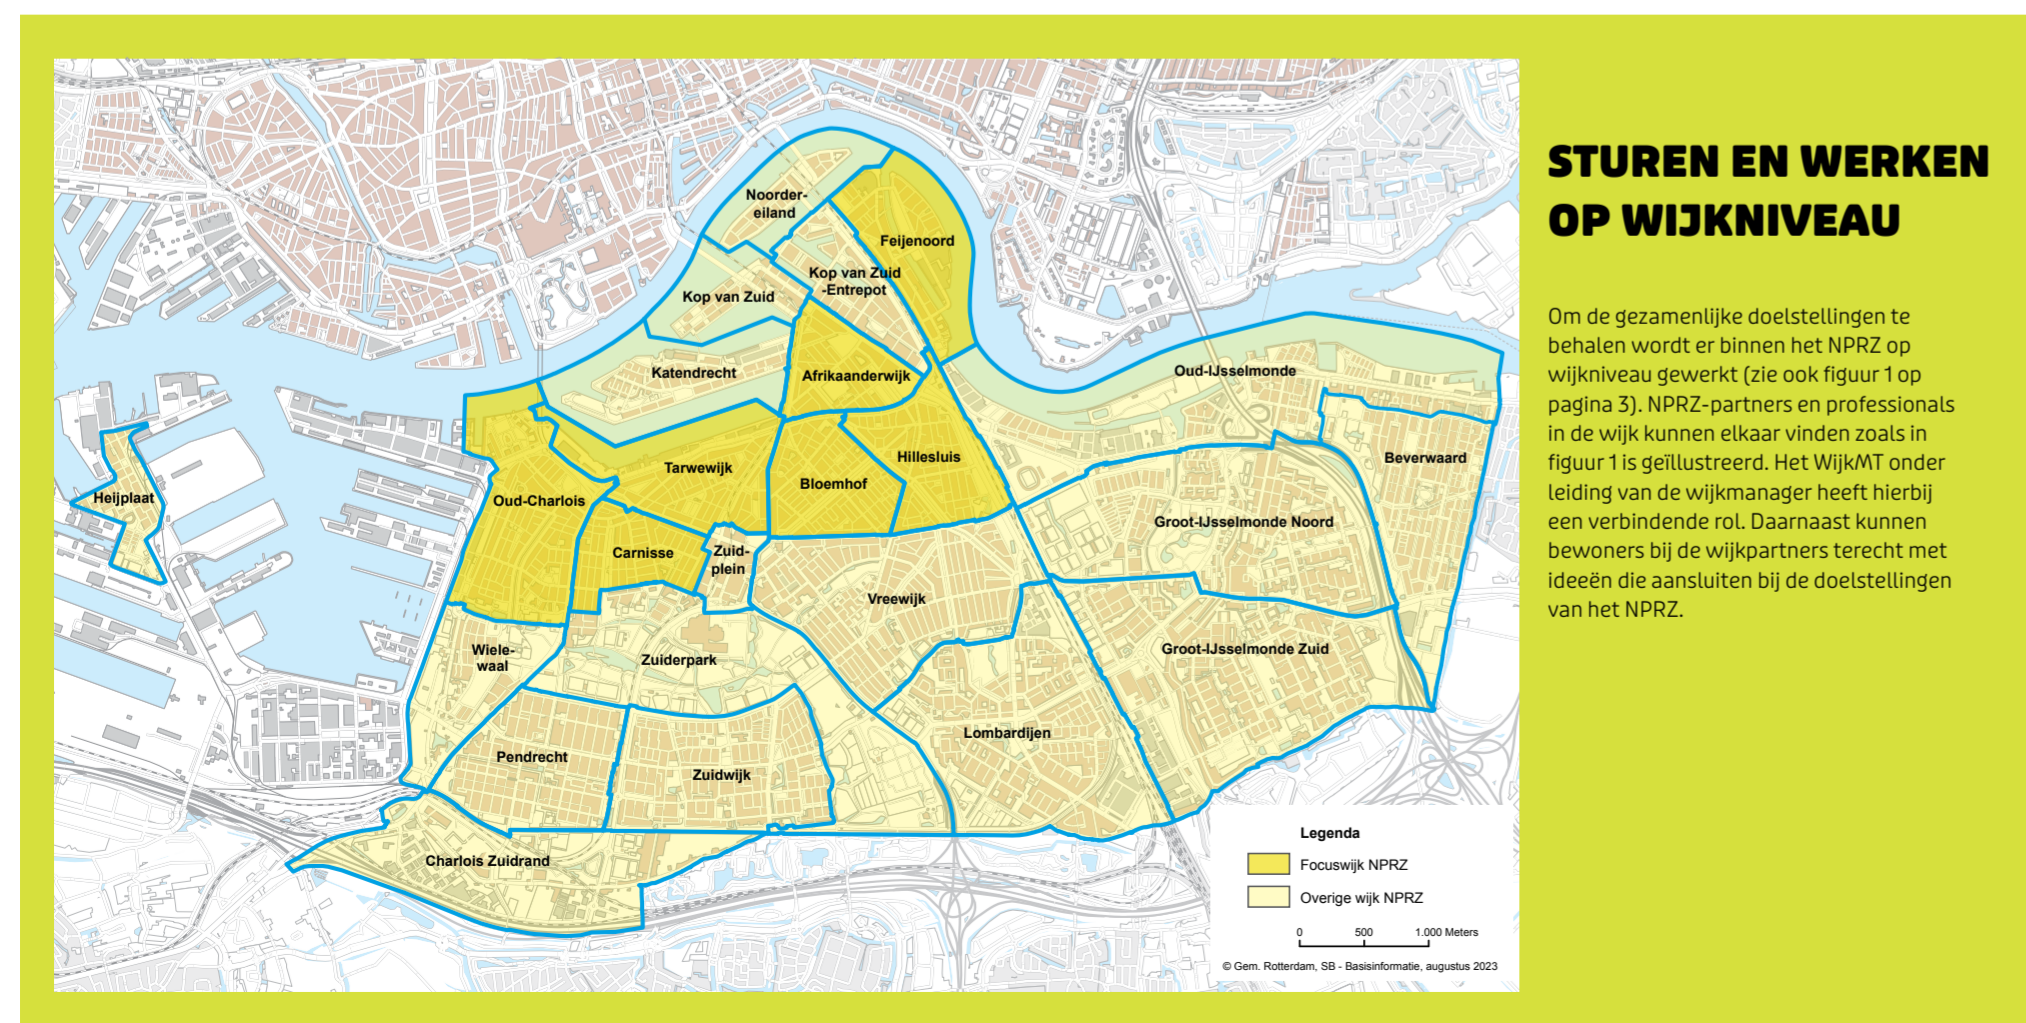 Noorder-
eiland
Feijenoord
Kop van Zuid
-Entrepot
Kop van Zuid
Katendrecht
Afrikaanderwijk
Oud-IJsselmonde
Tarwewijk
Hillesluis
Beverwaard
Bloemhof
Heijplaat
Oud-Charlois
Groot-IJsselmonde Noord
Carnisse
Zuid-
plein
Vreewijk
Wiele-
waal
Zuiderpark
Groot-IJsselmonde Zuid
Lombardijen
Pendrecht
Zuidwijk
Charlois Zuidrand
Legenda
Focuswijk NPRZ
Overige wijk NPRZ
0 500 1.000 Meters
© Gem. Rotterdam, SB - Basisinformatie, augustus 2023
STUREN EN WERKEN
OP WIJKNIVEAU
Om de gezamenlijke doelstellingen te
behalen wordt er binnen het NPRZ op
wijkniveau gewerkt (zie ook figuur 1 op
pagina 3). NPRZ-partners en professionals
in de wijk kunnen elkaar vinden zoals in
figuur 1 is geïllustreerd. Het WijkMT onder
leiding van de wijkmanager heeft hierbij
een verbindende rol. Daarnaast kunnen
bewoners bij de wijkpartners terecht met
ideeën die aansluiten bij de doelstellingen
van het NPRZ.